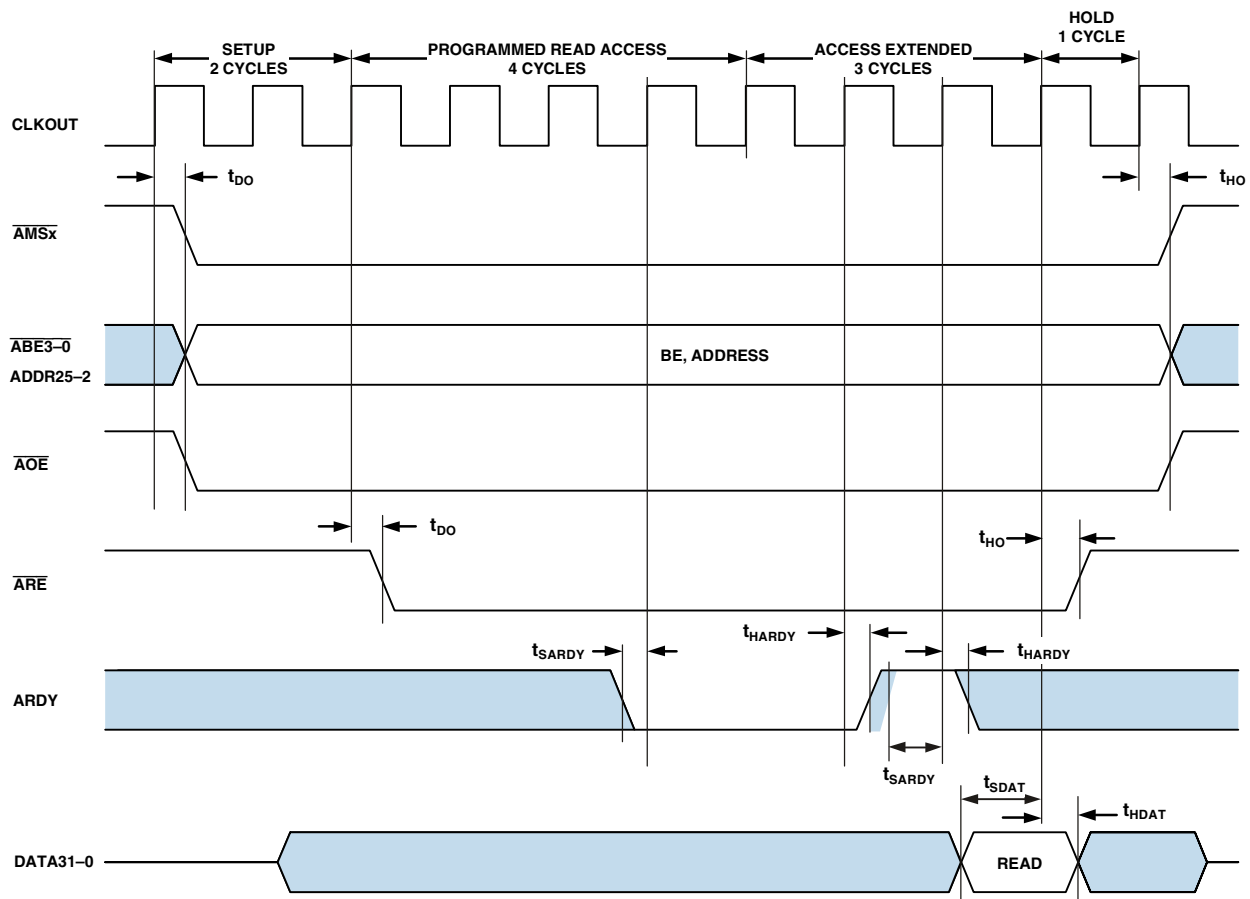 HOLD
1 CYCLE
SETUP
2 CYCLES
PROGRAMMED READ ACCESS
4 CYCLES
ACCESS EXTENDED
3 CYCLES
CLKOUT
tDO
tHO
AMSx
ABE3–0
ADDR25–2
BE, ADDRESS
AOE
tDO
tHO
ARE
tSARDY
tHARDY
tHARDY
ARDY
tSARDY
tSDAT
tHDAT
DATA31–0
READ